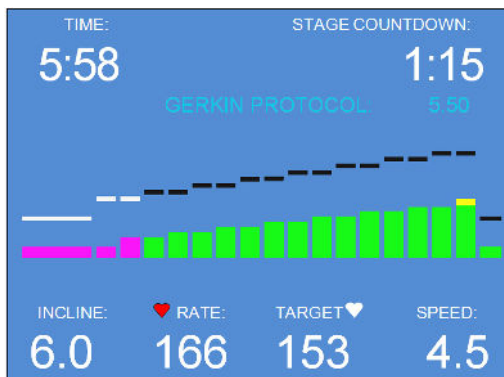 TIME: STAGE COUNTDOWN:
5:58 1:15
GERKIN PROTOCOL 5.50
INCLINE: RATE: TARGET SPEED:
6.0 166 153 4.5